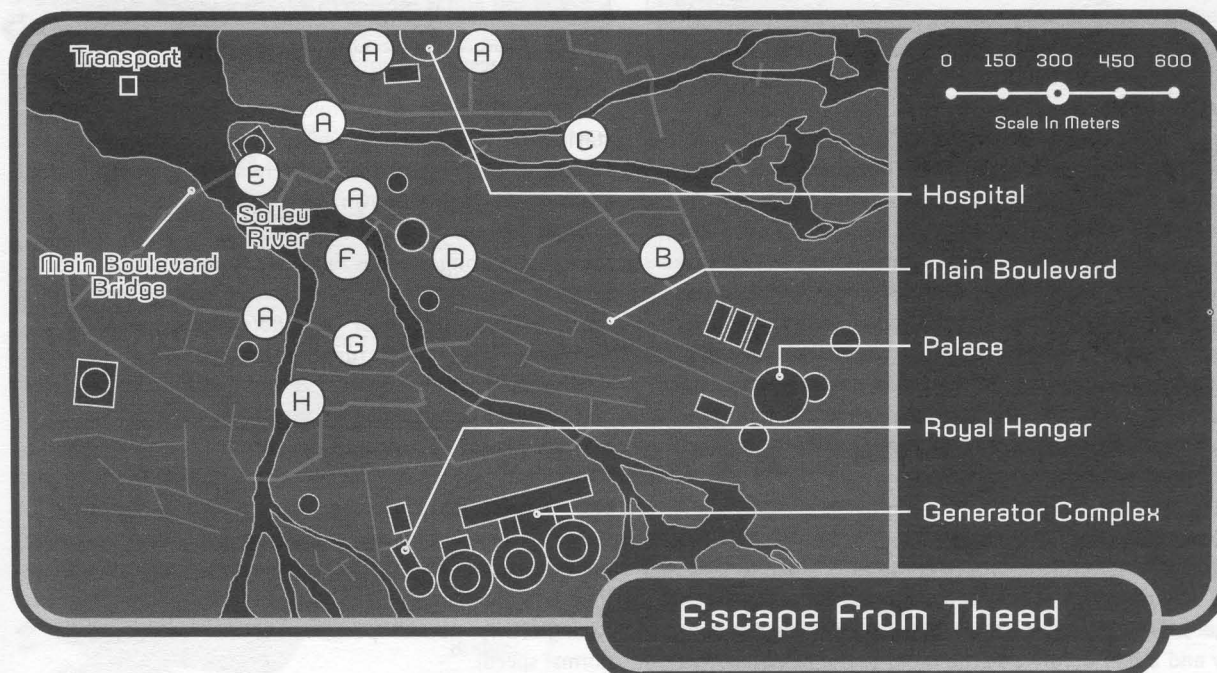 Transport
A
A
A
C
E
A
Solleu
River
F
D
B
Main Boulevard
Bridge
A
G
H
0 150 300 450 600
Scale In Meters
Hospital
Main Boulevard
Palace
Royal Hangar
Generator Complex
Escape From Theed